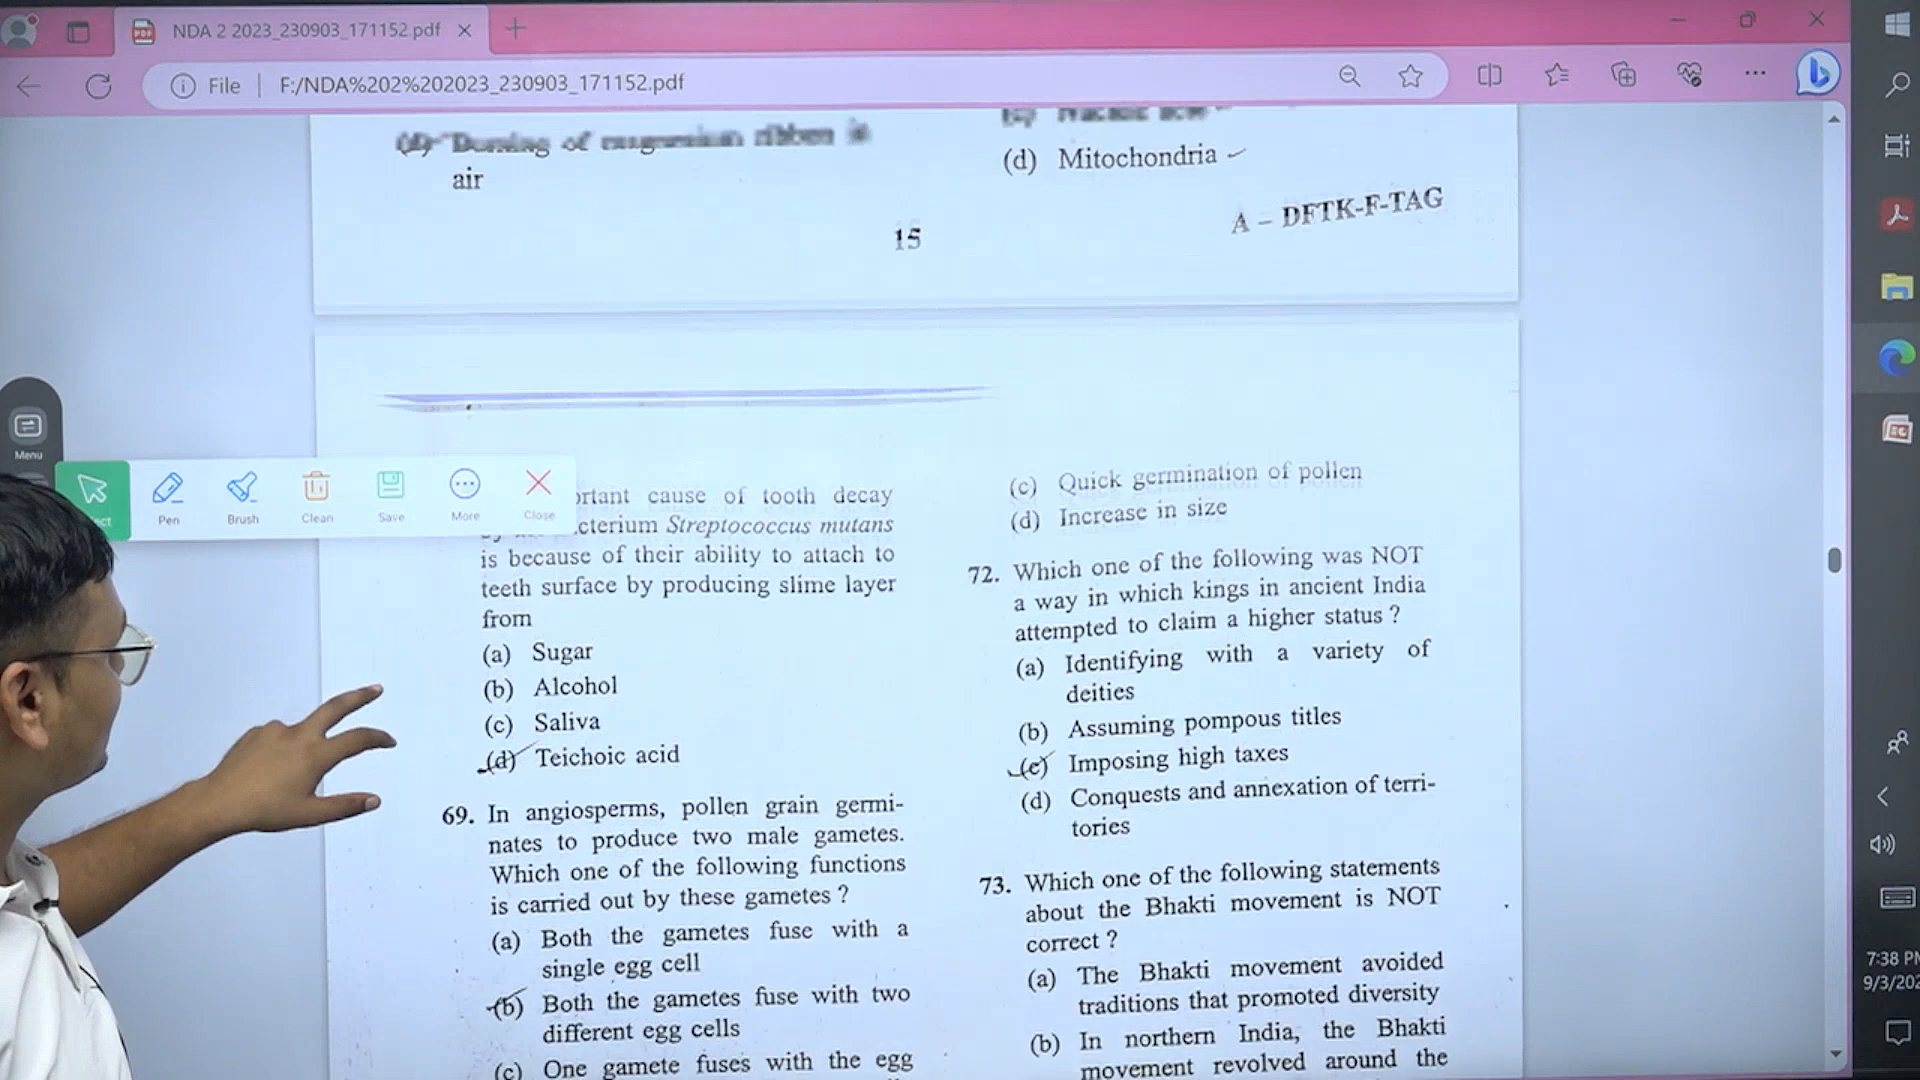 NDA 2 2023_230903_171152.pdf
File
F:/NDA%202%202023_230903_171152.pdf
(d) Burning of magnesium ribbon in
air
(d) Mitochondria
15
A – DFTK-F-TAG
Menu
Pen
Brush
Clean
Save
More
Close
cause of tooth decay
Streptococcus mutans
is because of their ability to attach to
teeth surface by producing slime layer
from
(a) Sugar
(b) Alcohol
(c) Saliva
(d) Teichoic acid
69. In angiosperms, pollen grain germi-
nates to produce two male gametes.
Which one of the following functions
is carried out by these gametes ?
(a) Both the gametes fuse with a
single egg cell
(b) Both the gametes fuse with two
different egg cells
(c) One gamete fuses with the egg
(c) Quick germination of pollen
(d) Increase in size
72. Which one of the following was NOT
a way in which kings in ancient India
attempted to claim a higher status ?
(a) Identifying with a variety of
deities
(b) Assuming pompous titles
(c) Imposing high taxes
(d) Conquests and annexation of terri-
tories
73. Which one of the following statements
about the Bhakti movement is NOT
correct ?
(a) The Bhakti movement avoided
traditions that promoted diversity
(b) In northern India, the Bhakti
movement revolved around the
7:38 PM
9/3/202